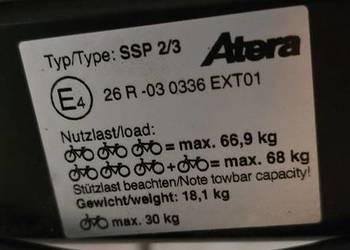 Typ/Type: SSP 2/3
Atera
E4
26 R -03 0336 EXT01
Nutzlast/load:
= max. 66,9 kg
+ = max. 68 kg
Stützlast beachten/Note towbar capacity!
Gewicht/weight: 18,1 kg
max. 30 kg